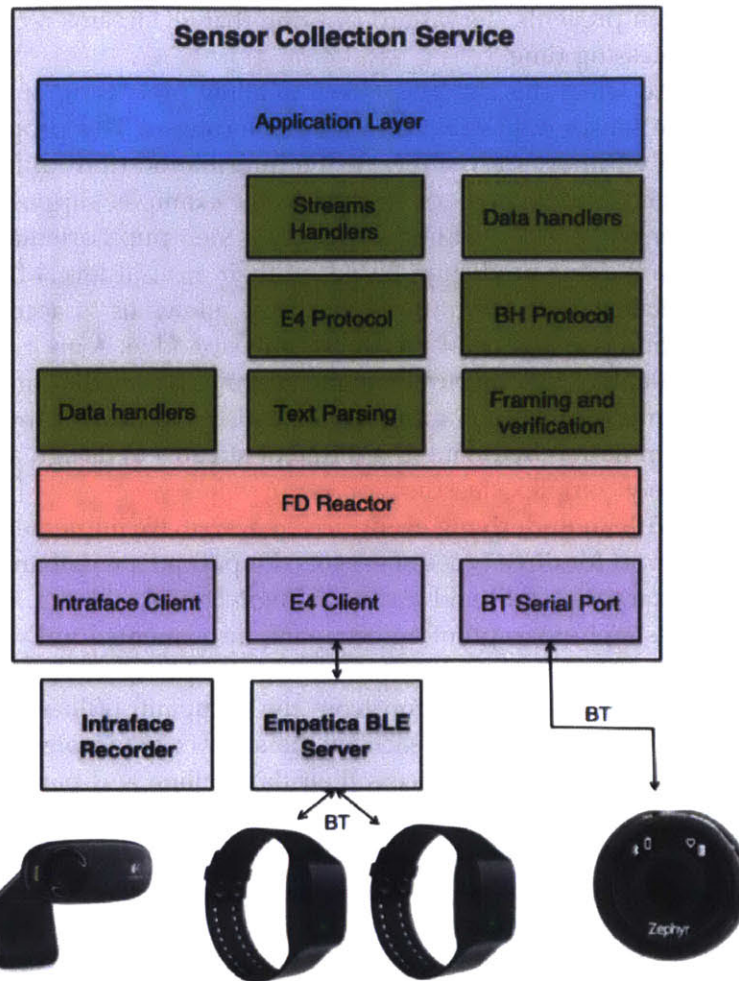 Sensor Collection Service
Application Layer
Streams
Handlers
Data handlers
E4 Protocol
BH Protocol
Data handlers
Text Parsing
Framing and
verification
FD Reactor
Intraface Client
E4 Client
BT Serial Port
Intraface
Recorder
Empatica BLE
Server
BT
BT
Zephyr